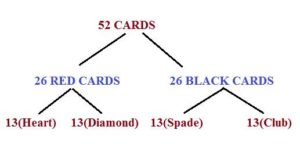 52 CARDS
26 RED CARDS 26 BLACK CARDS
13(Heart) 13(Diamond) 13(Spade) 13(Club)